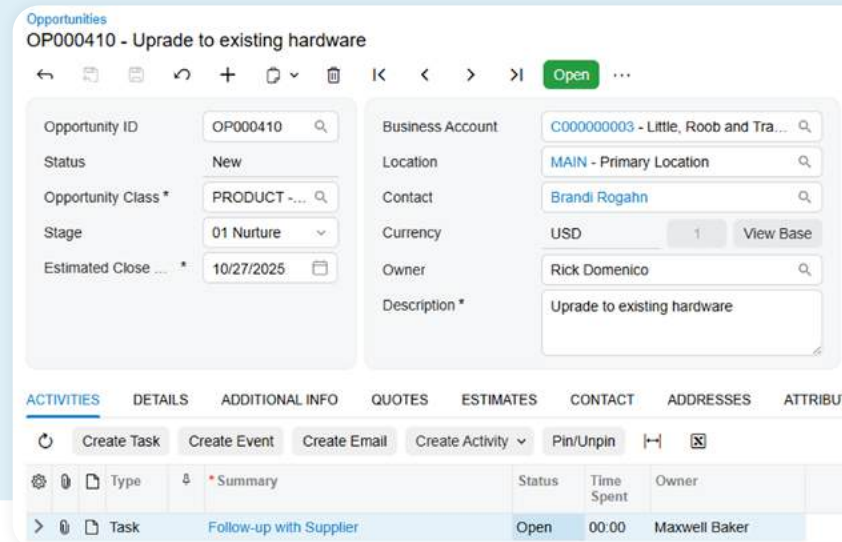 Opportunities
OP000410 - Uprade to existing hardware
Open ...
Opportunity ID OP000410
Status New
Opportunity Class * PRODUCT -...
Stage 01 Nurture
Estimated Close ... * 10/27/2025
Business Account C000000003 - Little, Roob and Tra...
Location MAIN - Primary Location
Contact Brandi Rogahn
Currency USD 1 View Base
Owner Rick Domenico
Description * Uprade to existing hardware
ACTIVITIES DETAILS ADDITIONAL INFO QUOTES ESTIMATES CONTACT ADDRESSES ATTRIBU
Create Task Create Event Create Email Create Activity Pin/Unpin
Type * Summary Status Time Spent Owner
Task Follow-up with Supplier Open 00:00 Maxwell Baker